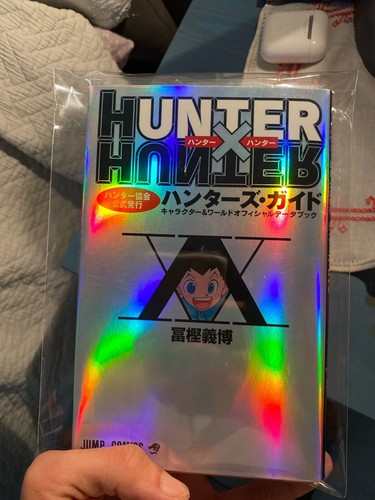 HUNTER
ハンター×ハンター
HUNTER
ハンター協会
公式発行
ハンターズ・ガイド
キャラクター&ワールドオフィシャルデータブック
冨樫義博
JUMP COMICS